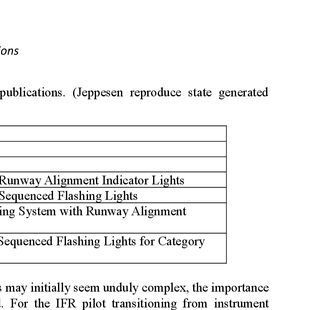 ons
publications. (Jeppesen reproduce state generated
Runway Alignment Indicator Lights
Sequenced Flashing Lights
ing System with Runway Alignment
Sequenced Flashing Lights for Category
s may initially seem unduly complex, the importance
. For the IFR pilot transitioning from instrument